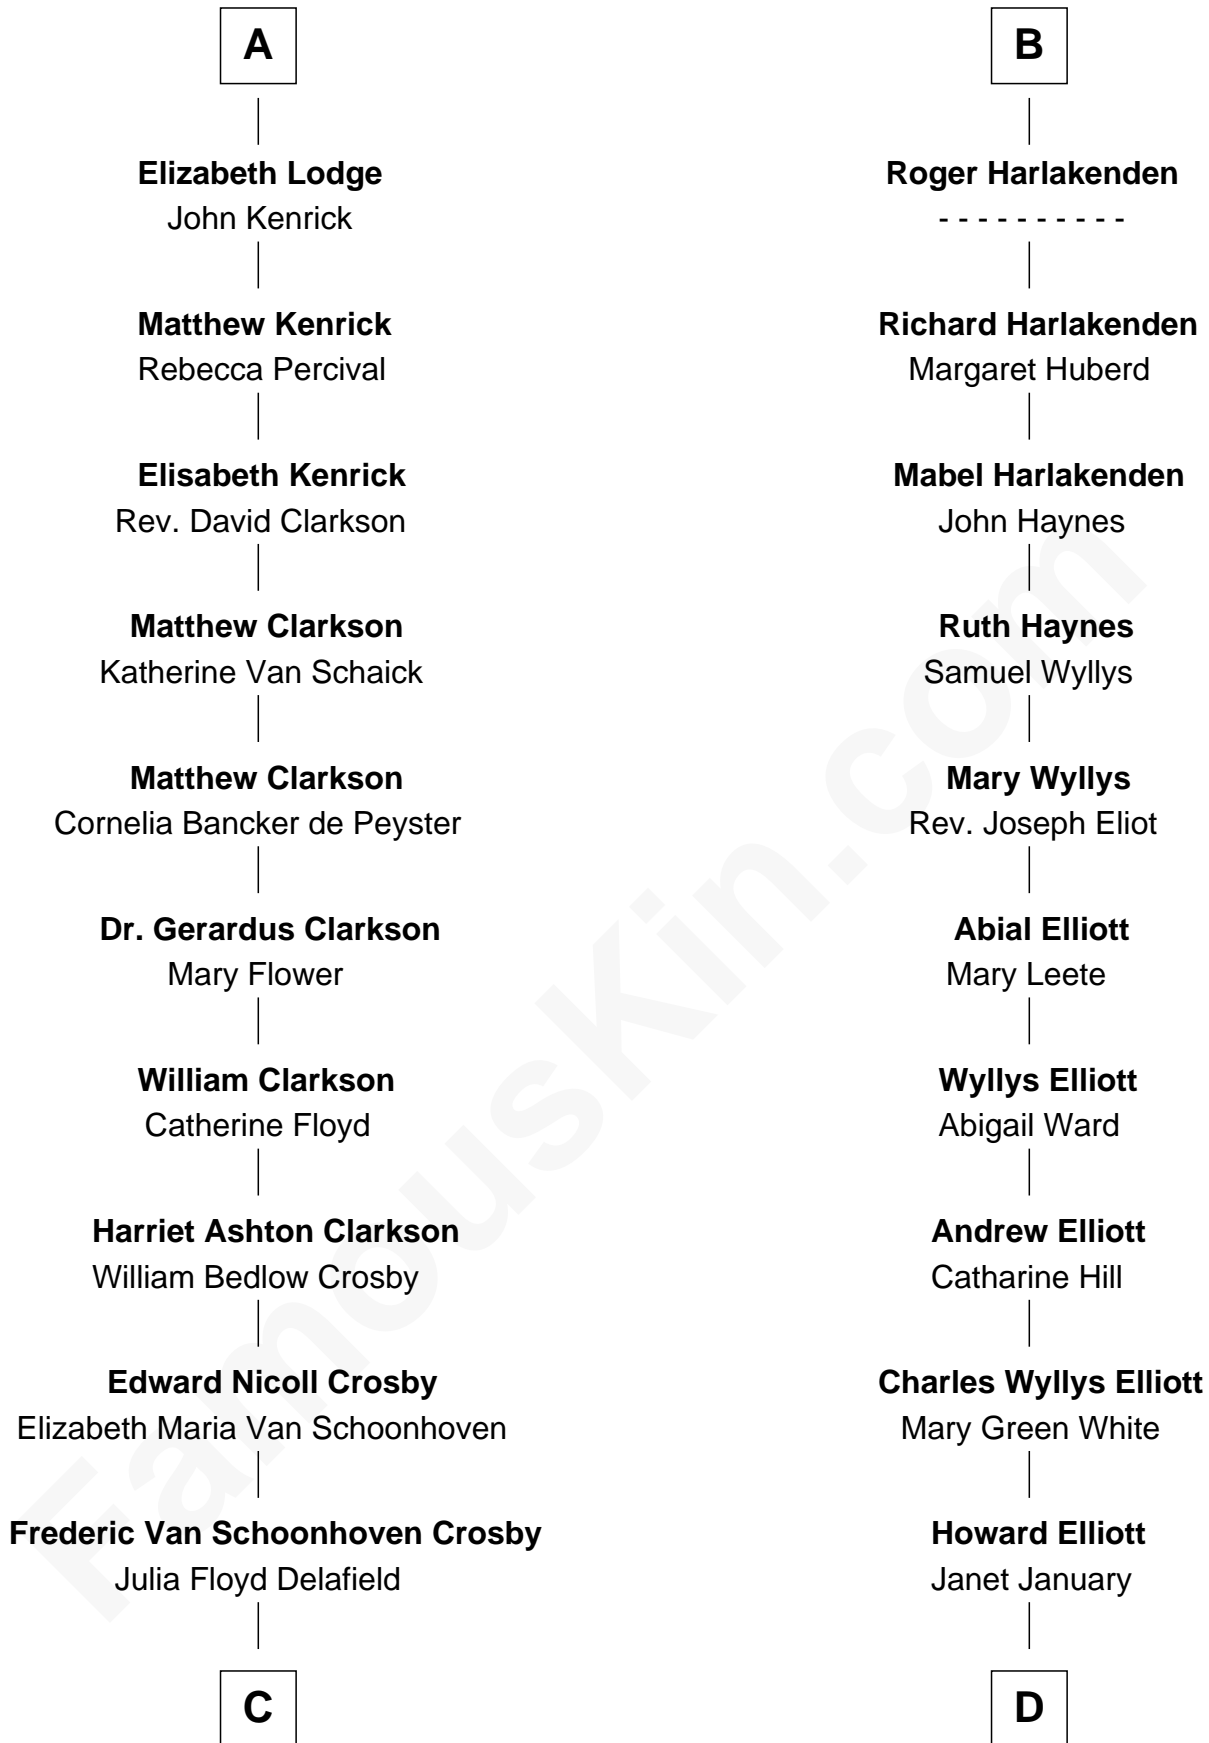 A
Elizabeth Lodge
John Kenrick
Matthew Kenrick
Rebecca Percival
Elisabeth Kenrick
Rev. David Clarkson
Matthew Clarkson
Katherine Van Schaick
Matthew Clarkson
Cornelia Bancker de Peyster
Dr. Gerardus Clarkson
Mary Flower
William Clarkson
Catherine Floyd
Harriet Ashton Clarkson
William Bedlow Crosby
Edward Nicoll Crosby
Elizabeth Maria Van Schoonhoven
Frederic Van Schoonhoven Crosby
Julia Floyd Delafield
C
B
Roger Harlakenden
- - - - - - - - - -
Richard Harlakenden
Margaret Huberd
Mabel Harlakenden
John Haynes
Ruth Haynes
Samuel Wyllys
Mary Wyllys
Rev. Joseph Eliot
Abial Elliott
Mary Leete
Wyllys Elliott
Abigail Ward
Andrew Elliott
Catharine Hill
Charles Wyllys Elliott
Mary Green White
Howard Elliott
Janet January
D
FamousKin.com